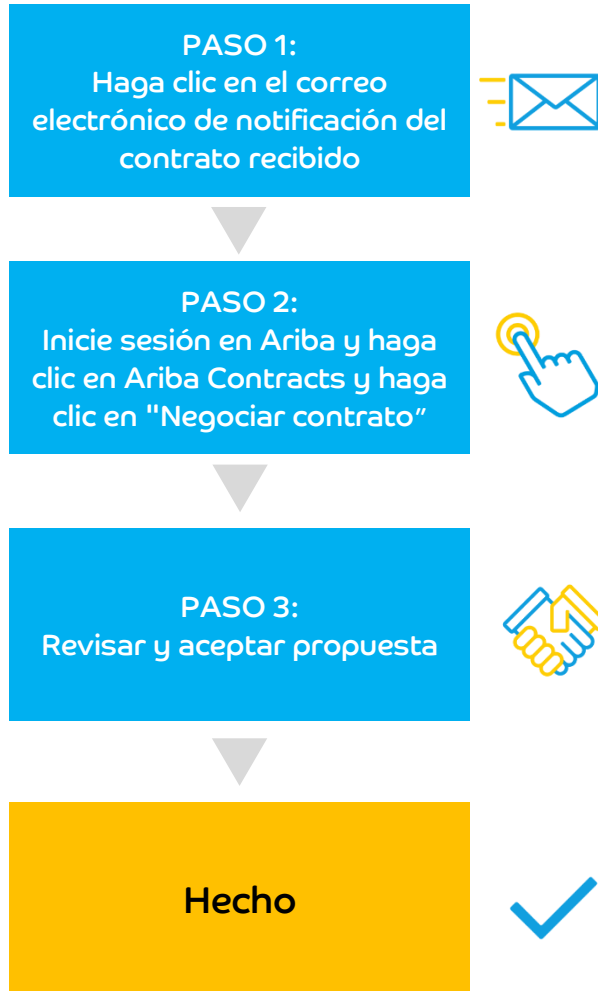 PASO 1:
Haga clic en el correo
electrónico de notificación del
contrato recibido
PASO 2:
Inicie sesión en Ariba y haga
clic en Ariba Contracts y haga
clic en "Negociar contrato”
PASO 3:
Revisar y aceptar propuesta
Hecho